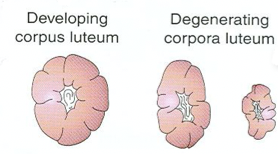 Developing
corpus luteum
Degenerating
corpora luteum